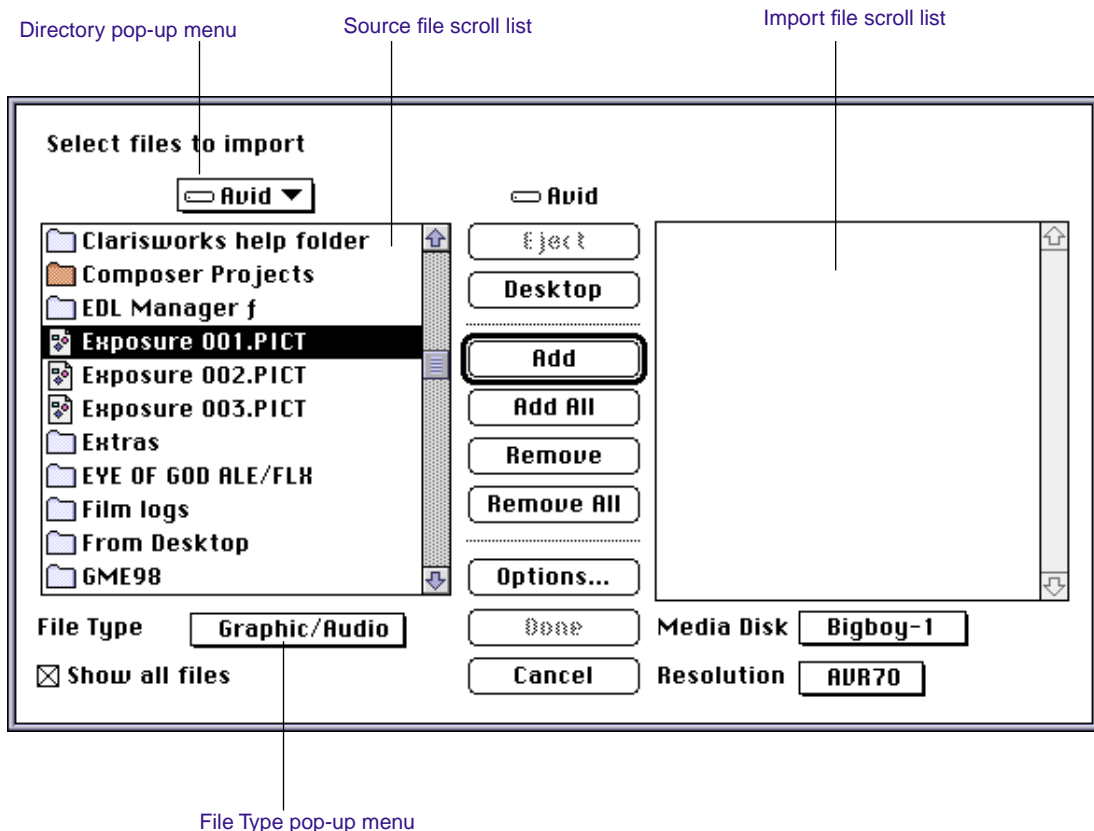 Directory pop-up menu
Source file scroll list
Import file scroll list
Select files to import
Avid
Avid
Clarisworks help folder
Composer Projects
EDL Manager ƒ
Exposure 001.PICT
Exposure 002.PICT
Exposure 003.PICT
Extras
EYE OF GOD ALE/FLX
Film logs
From Desktop
GME98
Eject
Desktop
Add
Add All
Remove
Remove All
Options...
Done
Cancel
File Type
Graphic/Audio
Show all files
Media Disk
Bigboy-1
Resolution
AVR70
File Type pop-up menu